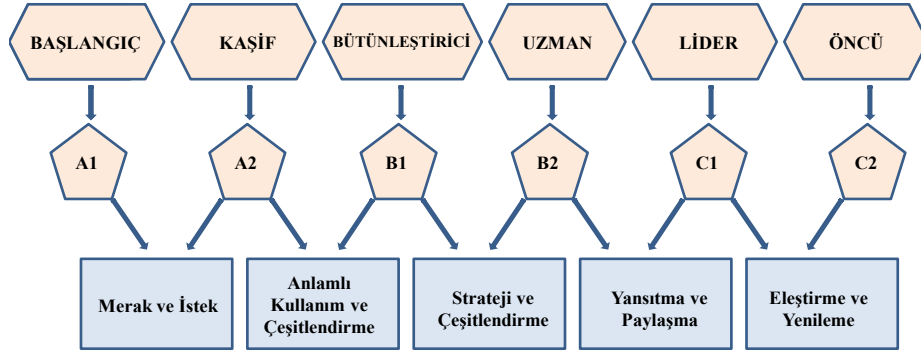 BAŞLANGIÇ
KAŞİF
BÜTÜNLEŞTİRİCİ
UZMAN
LİDER
ÖNCÜ
A1
A2
B1
B2
C1
C2
Merak ve İstek
Anlamlı
Kullanım ve
Çeşitlendirme
Strateji ve
Çeşitlendirme
Yansıtma ve
Paylaşma
Eleştirme ve
Yenileme